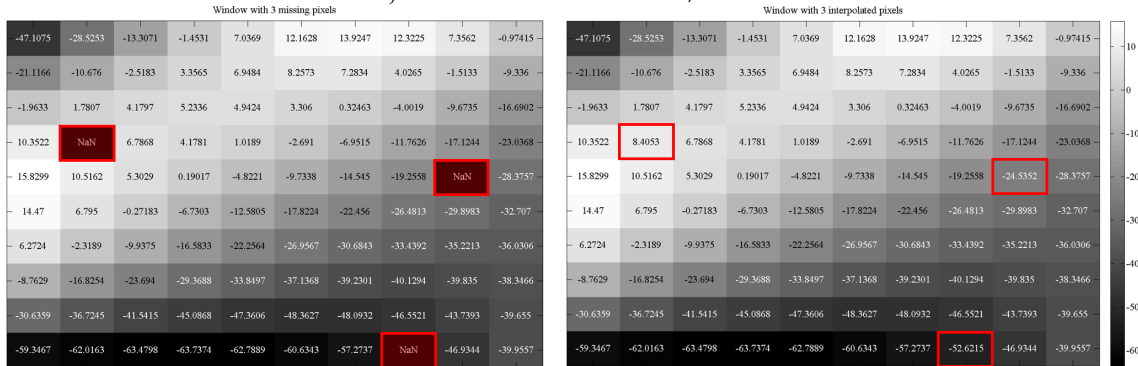 Window with 3 missing pixels
-47.1075 -28.5253 -13.3071 -1.4531 7.0369 12.1628 13.9247 12.3225 7.3562 -0.97415
-21.1166 -10.676 -2.5183 3.3565 6.9484 8.2573 7.2834 4.0265 -1.5133 -9.336
-1.9633 1.7807 4.1797 5.2336 4.9424 3.306 0.32463 -4.0019 -9.6735 -16.6902
10.3522 NaN 6.7868 4.1781 1.0189 -2.691 -6.9515 -11.7626 -17.1244 -23.0368
15.8299 10.5162 5.3029 0.19017 -4.8221 -9.7338 -14.545 -19.2558 NaN -28.3757
14.47 6.795 -0.27183 -6.7303 -12.5805 -17.8224 -22.456 -26.4813 -29.8983 -32.707
6.2724 -2.3189 -9.9375 -16.5833 -22.2564 -26.9567 -30.6843 -33.4392 -35.2213 -36.0306
-8.7629 -16.8254 -23.694 -29.3688 -33.8497 -37.1368 -39.2301 -40.1294 -39.835 -38.3466
-30.6359 -36.7245 -41.5415 -45.0868 -47.3606 -48.3627 -48.0932 -46.5521 -43.7393 -39.655
-59.3467 -62.0163 -63.4798 -63.7374 -62.7889 -60.6343 -57.2737 NaN -46.9344 -39.9557
Window with 3 interpolated pixels
-47.1075 -28.5253 -13.3071 -1.4531 7.0369 12.1628 13.9247 12.3225 7.3562 -0.97415
-21.1166 -10.676 -2.5183 3.3565 6.9484 8.2573 7.2834 4.0265 -1.5133 -9.336
-1.9633 1.7807 4.1797 5.2336 4.9424 3.306 0.32463 -4.0019 -9.6735 -16.6902
10.3522 8.4053 6.7868 4.1781 1.0189 -2.691 -6.9515 -11.7626 -17.1244 -23.0368
15.8299 10.5162 5.3029 0.19017 -4.8221 -9.7338 -14.545 -19.2558 -24.5352 -28.3757
14.47 6.795 -0.27183 -6.7303 -12.5805 -17.8224 -22.456 -26.4813 -29.8983 -32.707
6.2724 -2.3189 -9.9375 -16.5833 -22.2564 -26.9567 -30.6843 -33.4392 -35.2213 -36.0306
-8.7629 -16.8254 -23.694 -29.3688 -33.8497 -37.1368 -39.2301 -40.1294 -39.835 -38.3466
-30.6359 -36.7245 -41.5415 -45.0868 -47.3606 -48.3627 -48.0932 -46.5521 -43.7393 -39.655
-59.3467 -62.0163 -63.4798 -63.7374 -62.7889 -60.6343 -57.2737 -52.6215 -46.9344 -39.9557
10
0
-10
-20
-30
-40
-50
-60